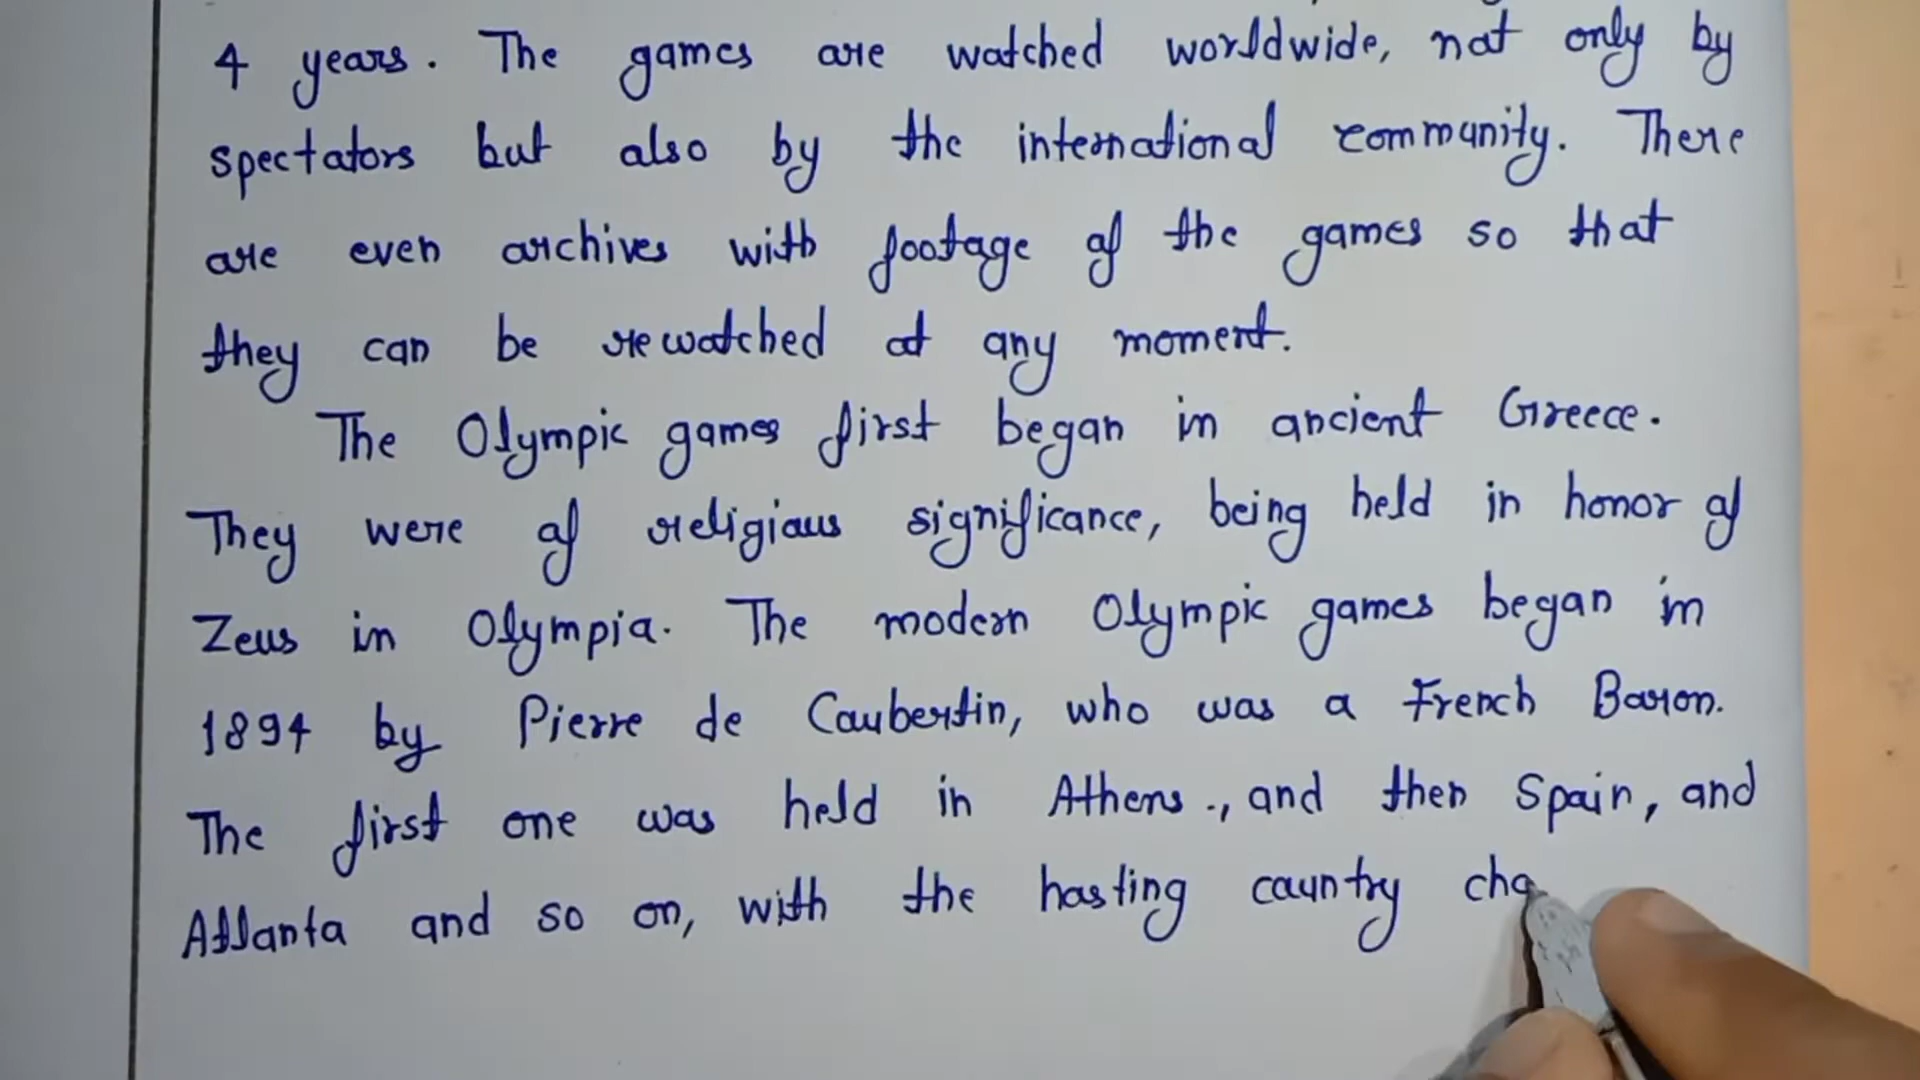 4 years. The games are watched worldwide, not only by
spectators but also by the international community. There
are even archives with footage of the games so that
they can be rewatched at any moment.
The Olympic games first began in ancient Greece.
They were of religious significance, being held in honor of
Zeus in Olympia. The modern Olympic games began in
1894 by Pierre de Coubertin, who was a French Baron.
The first one was held in Athens., and then Spain, and
Atlanta and so on, with the hosting country cha